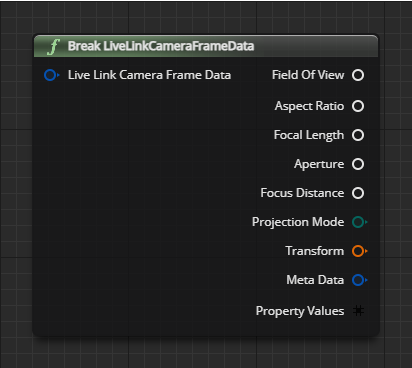 f Break LiveLinkCameraFrameData
Live Link Camera Frame Data
Field Of View
Aspect Ratio
Focal Length
Aperture
Focus Distance
Projection Mode
Transform
Meta Data
Property Values